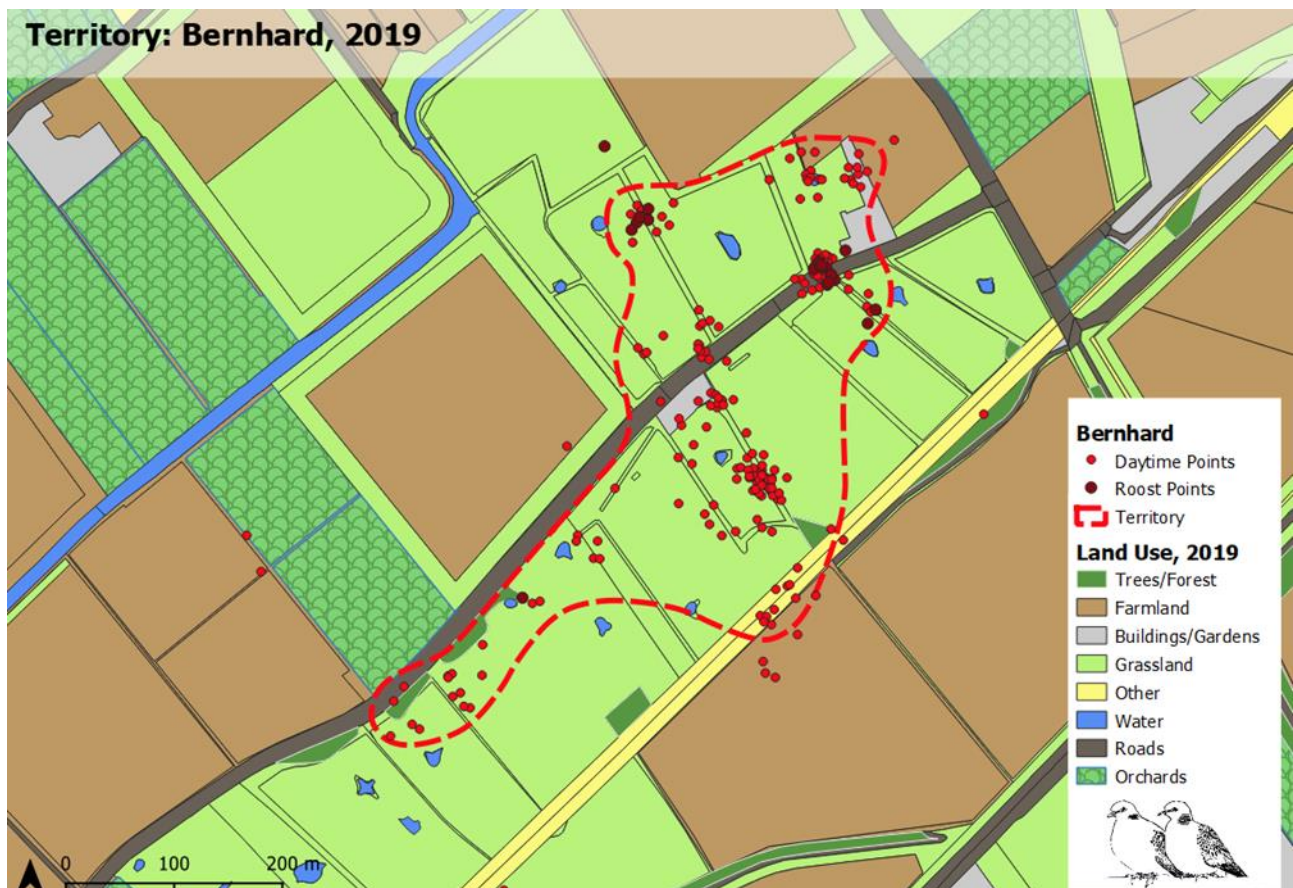 Territory: Bernhard, 2019
Bernhard
Daytime Points
Roost Points
Territory
Land Use, 2019
Trees/Forest
Farmland
Buildings/Gardens
Grassland
Other
Water
Roads
Orchards
0 100 200 m